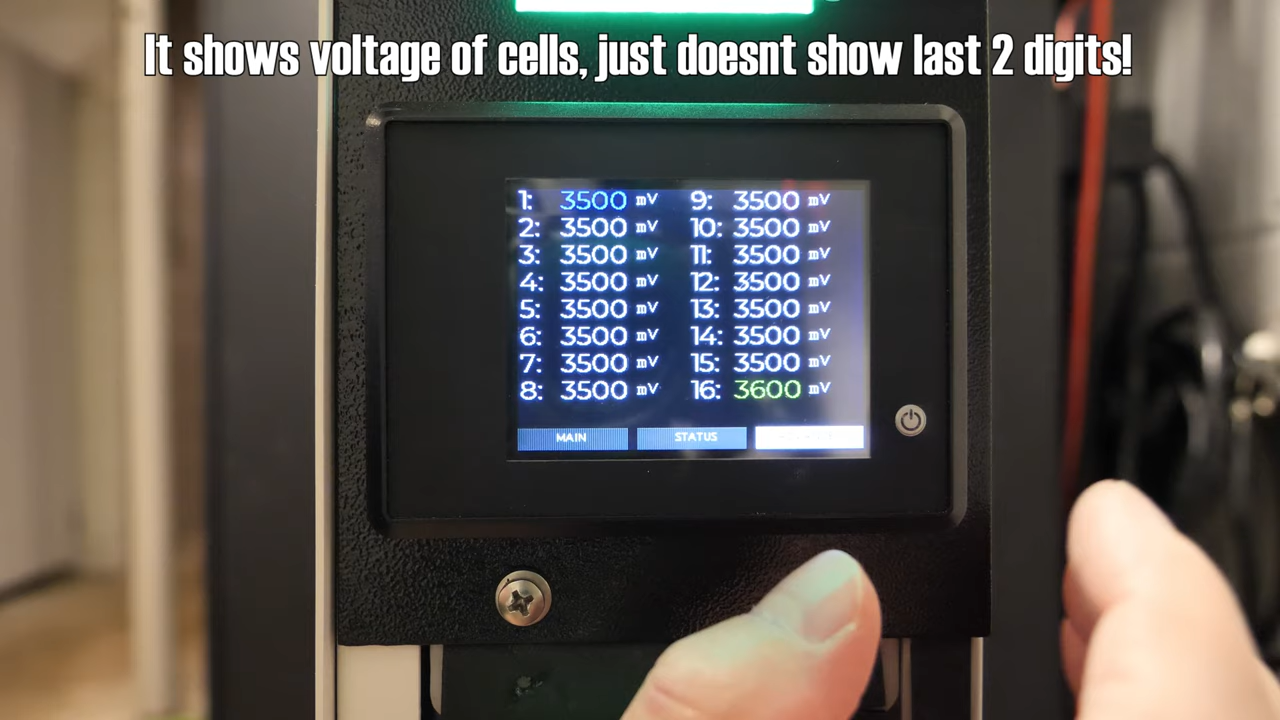 It shows voltage of cells, just doesnt show last 2 digits!
1: 3500 mV 9: 3500 mV
2: 3500 mV 10: 3500 mV
3: 3500 mV 11: 3500 mV
4: 3500 mV 12: 3500 mV
5: 3500 mV 13: 3500 mV
6: 3500 mV 14: 3500 mV
7: 3500 mV 15: 3500 mV
8: 3500 mV 16: 3600 mV
MAIN STATUS